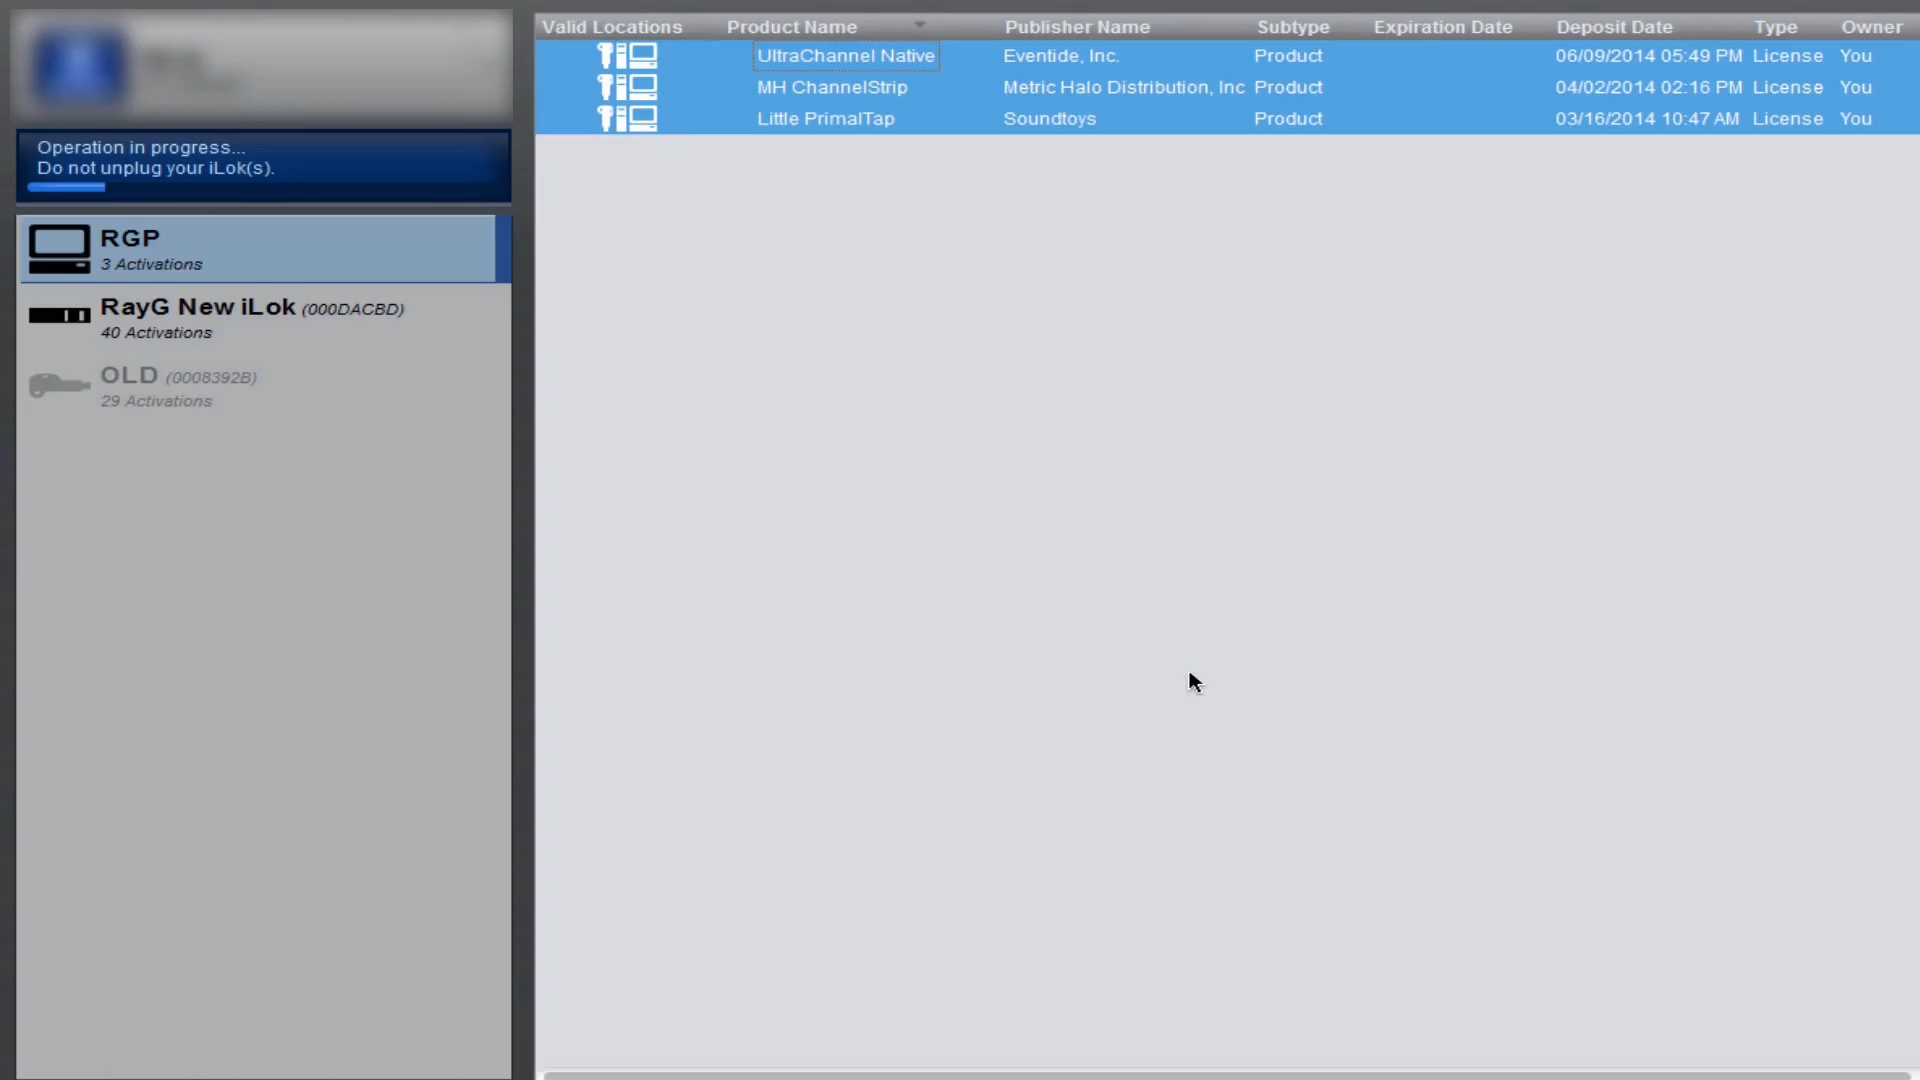 Valid Locations Product Name Publisher Name Subtype Expiration Date Deposit Date Type Owner
UltraChannel Native Eventide, Inc. Product 06/09/2014 05:49 PM License You
MH ChannelStrip Metric Halo Distribution, Inc Product 04/02/2014 02:16 PM License You
Little PrimalTap Soundtoys Product 03/16/2014 10:47 AM License You
Operation in progress...
Do not unplug your iLok(s).
RGP
3 Activations
RayG New iLok (000DACBD)
40 Activations
OLD (0008392B)
29 Activations